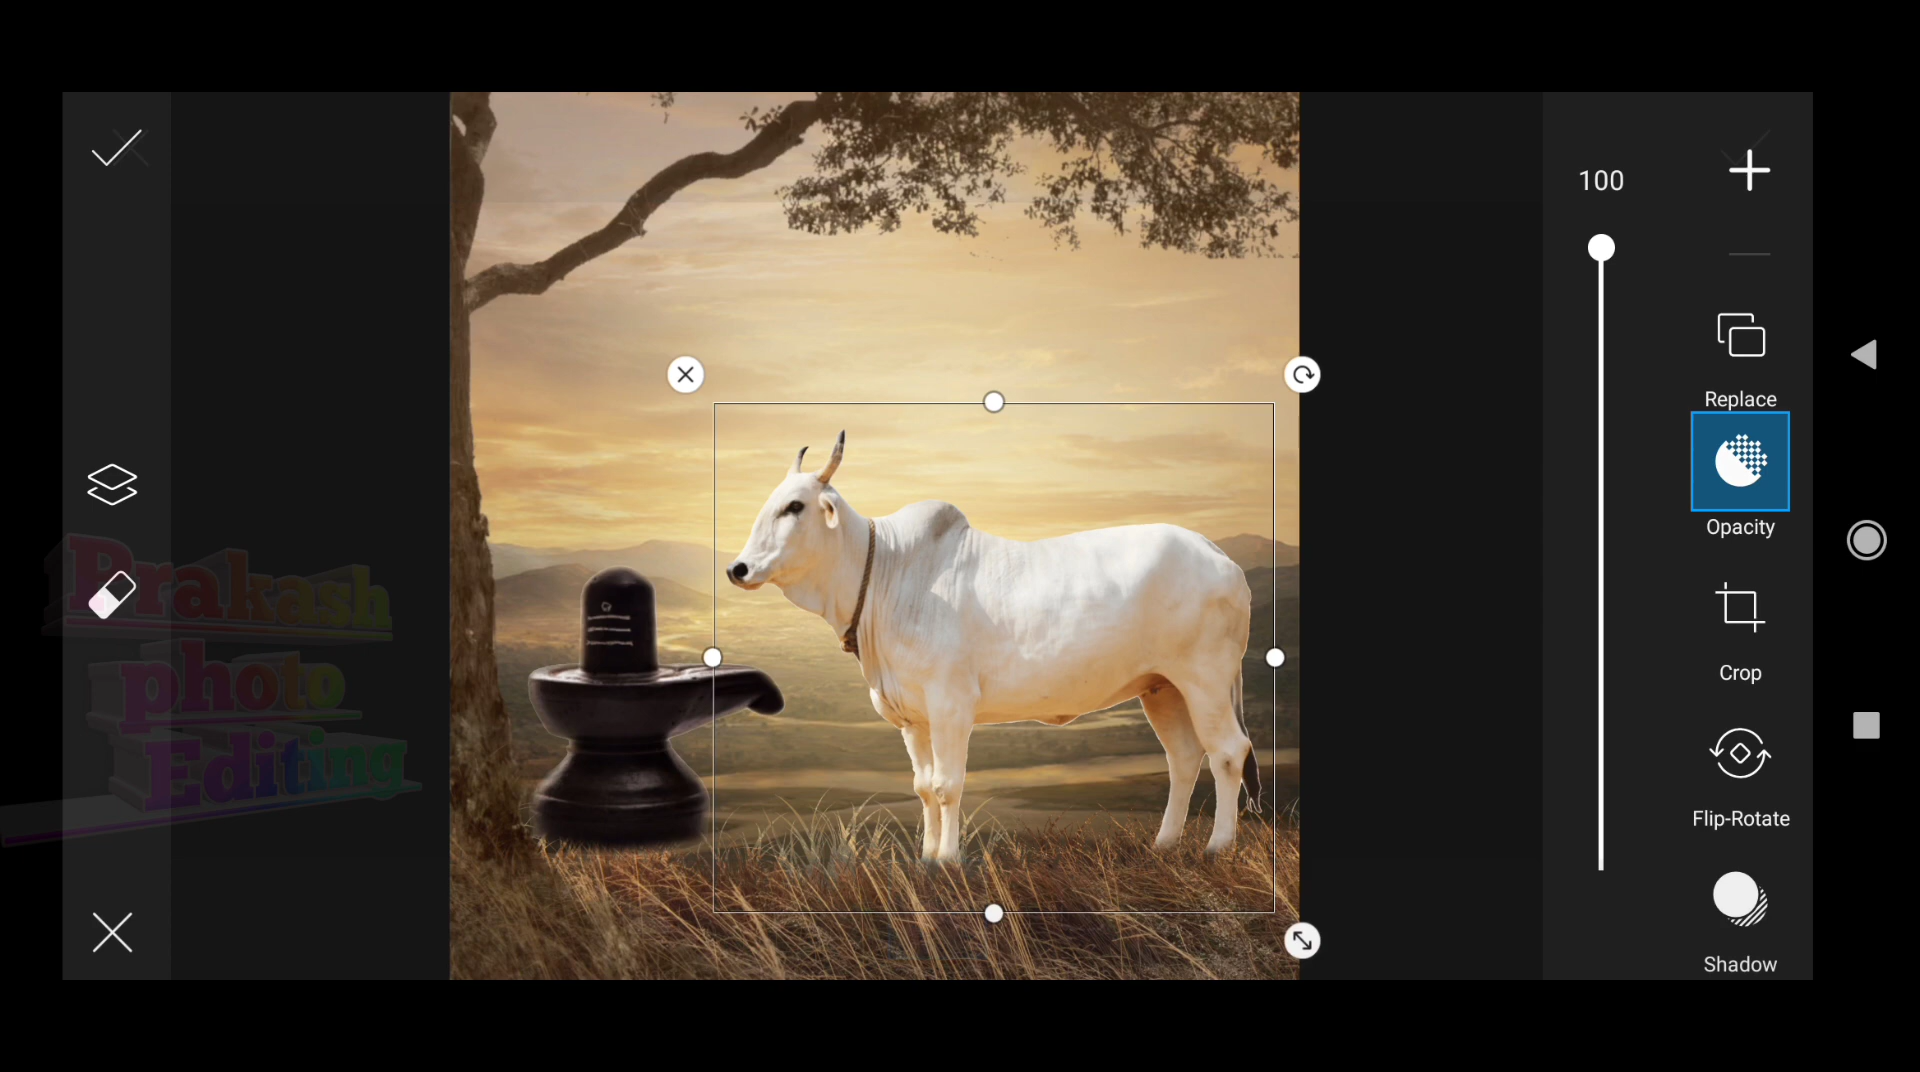 100
Replace
Opacity
Crop
Flip-Rotate
Shadow
Prakash
photo
Editing